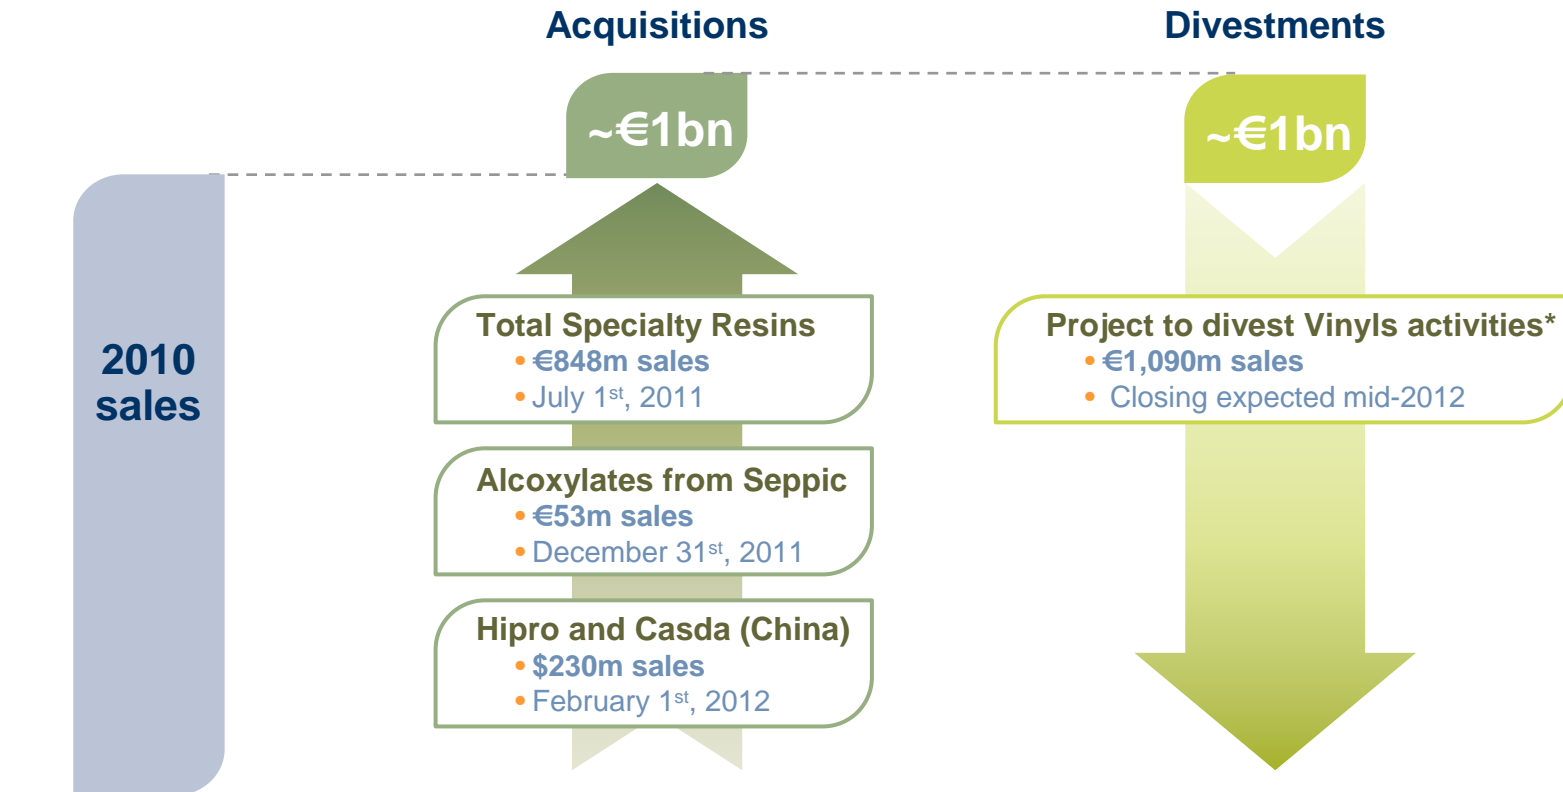 Acquisitions
Divestments
~€1bn
~€1bn
2010
sales
Total Specialty Resins
• €848m sales
• July 1st, 2011
Project to divest Vinyls activities*
• €1,090m sales
• Closing expected mid-2012
Alcoxylates from Seppic
• €53m sales
• December 31st, 2011
Hipro and Casda (China)
• $230m sales
• February 1st, 2012